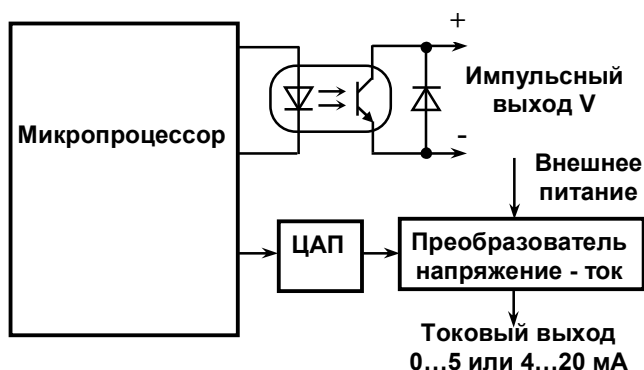 Микропроцессор
+
Импульсный
выход V
-
Внешнее
питание
ЦАП
Преобразователь
напряжение - ток
Токовый выход
0...5 или 4...20 мА